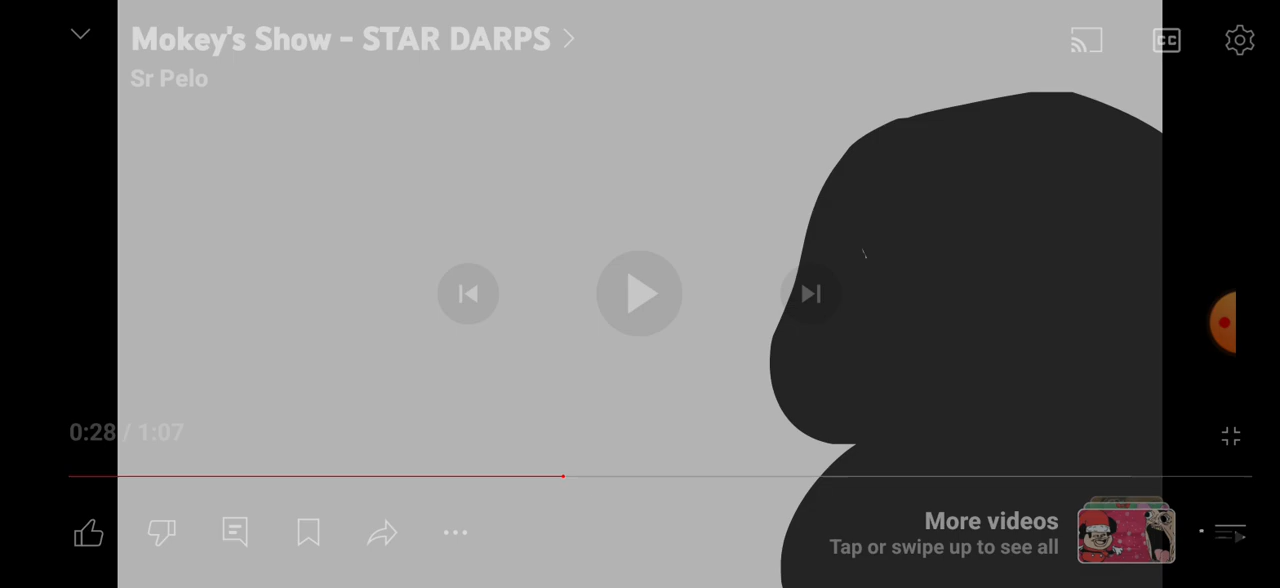 Mokey's Show - STAR DARPS
Sr Pelo
CC
0:28 / 1:07
More videos
Tap or swipe up to see all